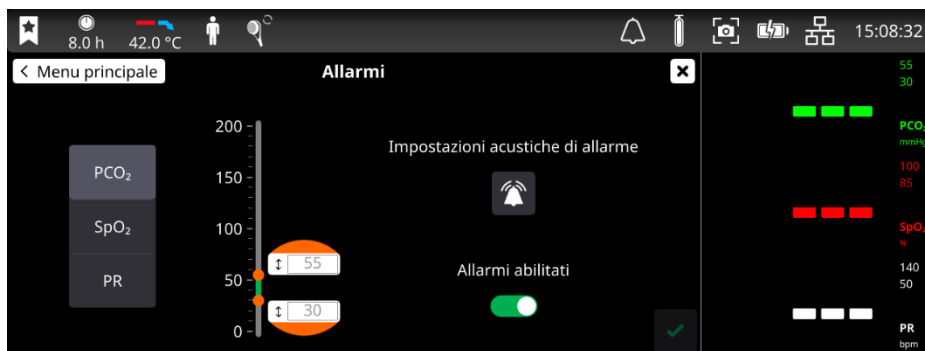 8.0 h
42.0 °C
15:08:32
Menu principale
Allarmi
PCO₂
SpO₂
PR
200
150
100
50
0
55
30
Impostazioni acustiche di allarme
Allarmi abilitati
55
30
PCO₂
mmHg
100
85
SpO₂
%
140
50
PR
bpm